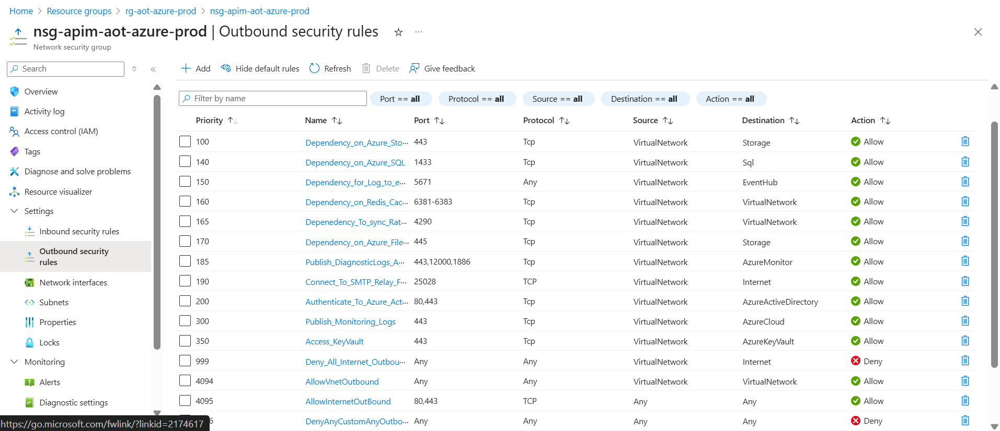 Home > Resource groups > rg-aot-azure-prod > nsg-apim-aot-azure-prod
nsg-apim-aot-azure-prod | Outbound security rules
Network security group
Search
Add Hide default rules Refresh Delete Give feedback
Overview
Activity log
Access control (IAM)
Tags
Diagnose and solve problems
Resource visualizer
Settings
Inbound security rules
Outbound security
rules
Network interfaces
Subnets
Properties
Locks
Monitoring
Alerts
Diagnostic settings
https://go.microsoft.com/fwlink/?linkid=2174617
Filter by name Port == all Protocol == all Source == all Destination == all Action == all
Priority Name Port Protocol Source Destination Action
100 Dependency_on_Azure_Sto... 443 Tcp VirtualNetwork Storage Allow
140 Dependency_on_Azure_SQL 1433 Tcp VirtualNetwork Sql Allow
150 Dependency_for_Log_to_e... 5671 Any VirtualNetwork EventHub Allow
160 Dependency_on_Redis_Cac... 6381-6383 Tcp VirtualNetwork VirtualNetwork Allow
165 Depenedency_To_sync_Rat... 4290 Tcp VirtualNetwork VirtualNetwork Allow
170 Dependency_on_Azure_File... 445 Tcp VirtualNetwork Storage Allow
185 Publish_DiagnosticLogs_A... 443,12000,1886 Tcp VirtualNetwork AzureMonitor Allow
190 Connect_To_SMTP_Relay_F... 25028 TCP VirtualNetwork Internet Allow
200 Authenticate_To_Azure_Act... 80,443 Tcp VirtualNetwork AzureActiveDirectory Allow
300 Publish_Monitoring_Logs 443 Tcp VirtualNetwork AzureCloud Allow
350 Access_KeyVault 443 Tcp VirtualNetwork AzureKeyVault Allow
999 Deny_All_Internet_Outbou... Any Any VirtualNetwork Internet Deny
4094 AllowVnetOutbound Any Any VirtualNetwork VirtualNetwork Allow
4095 AllowInternetOutBound 80,443 TCP Any Any Allow
6 DenyAnyCustomAnyOutbo... Any Any Any Any Deny